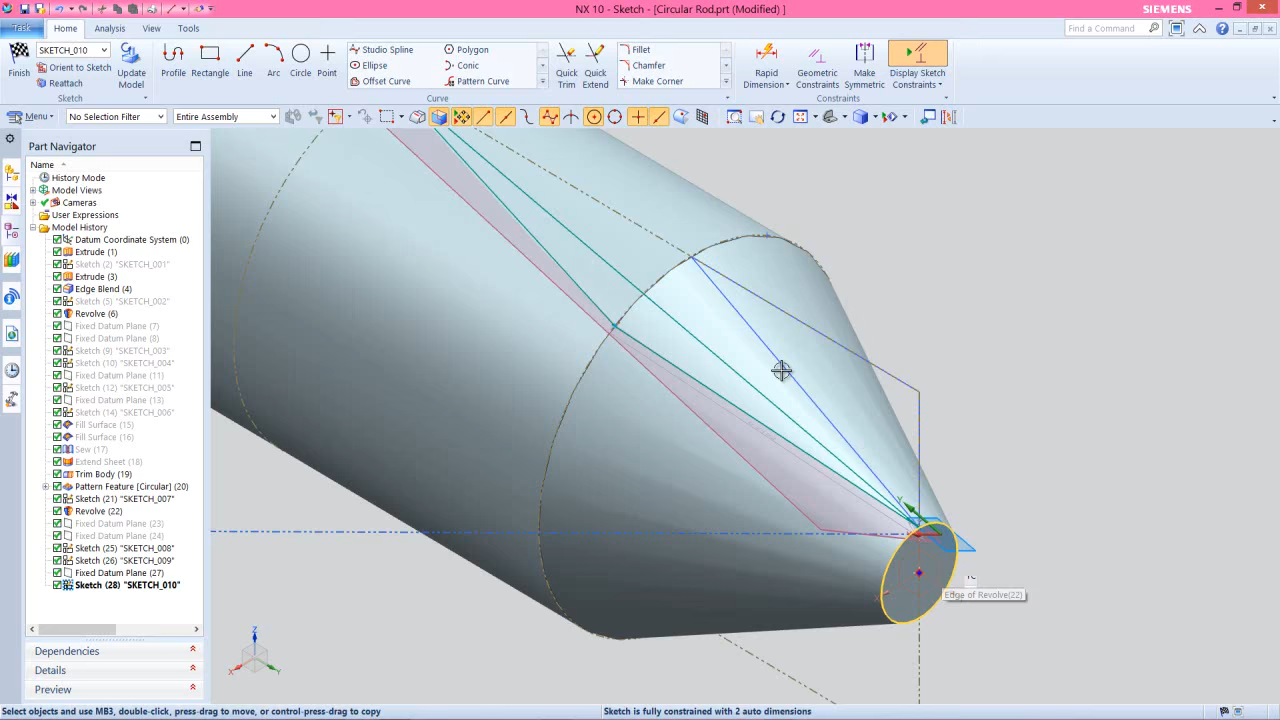 NX 10 - Sketch - [Circular Rod.prt (Modified) ]
SIEMENS
Task
Home
Analysis
View
Tools
Find a Command
SKETCH_010
Orient to Sketch
Reattach
Finish
Update Model
Sketch
Profile
Rectangle
Line
Arc
Circle
Point
Studio Spline
Ellipse
Offset Curve
Polygon
Conic
Pattern Curve
Quick Trim
Quick Extend
Fillet
Chamfer
Make Corner
Curve
Rapid Dimension
Geometric Constraints
Make Symmetric
Display Sketch Constraints
Constraints
Menu
No Selection Filter
Entire Assembly
Part Navigator
Name
History Mode
Model Views
Cameras
User Expressions
Model History
Datum Coordinate System (0)
Extrude (1)
Sketch (2) "SKETCH_001"
Extrude (3)
Edge Blend (4)
Sketch (5) "SKETCH_002"
Revolve (6)
Fixed Datum Plane (7)
Fixed Datum Plane (8)
Sketch (9) "SKETCH_003"
Sketch (10) "SKETCH_004"
Fixed Datum Plane (11)
Sketch (12) "SKETCH_005"
Fixed Datum Plane (13)
Sketch (14) "SKETCH_006"
Fill Surface (15)
Fill Surface (16)
Sew (17)
Extend Sheet (18)
Trim Body (19)
Pattern Feature [Circular] (20)
Sketch (21) "SKETCH_007"
Revolve (22)
Fixed Datum Plane (23)
Fixed Datum Plane (24)
Sketch (25) "SKETCH_008"
Sketch (26) "SKETCH_009"
Fixed Datum Plane (27)
Sketch (28) "SKETCH_010"
Dependencies
Details
Preview
Y
Edge of Revolve(22)
Z
X
Y
Select objects and use MB3, double-click, press-drag to move, or control-press-drag to copy
Sketch is fully constrained with 2 auto dimensions